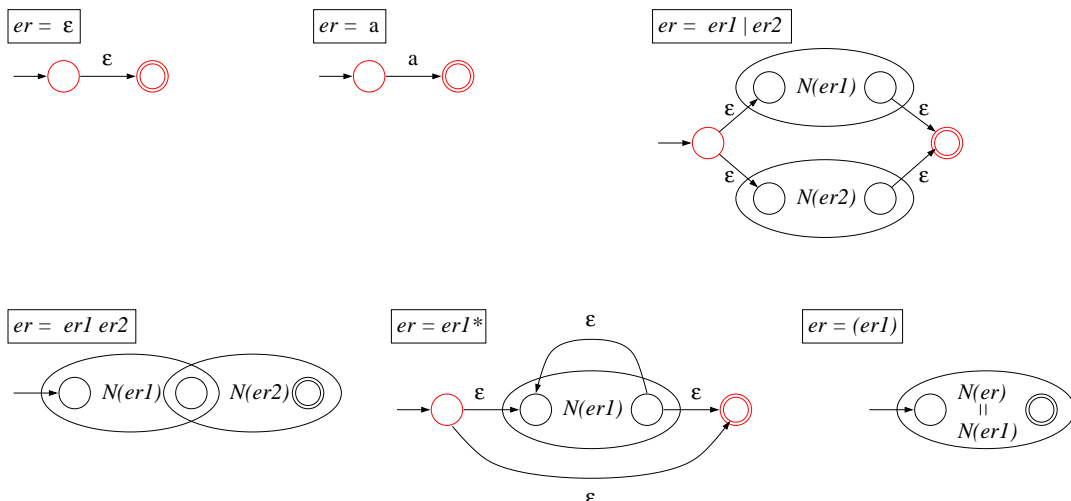 er = ε
ε
er = a
a
er = er1 | er2
N(er1)
ε
ε
ε
ε
N(er2)
er = er1 er2
N(er1)
N(er2)
er = er1*
ε
ε
N(er1)
ε
ε
er = (er1)
N(er)
=
N(er1)